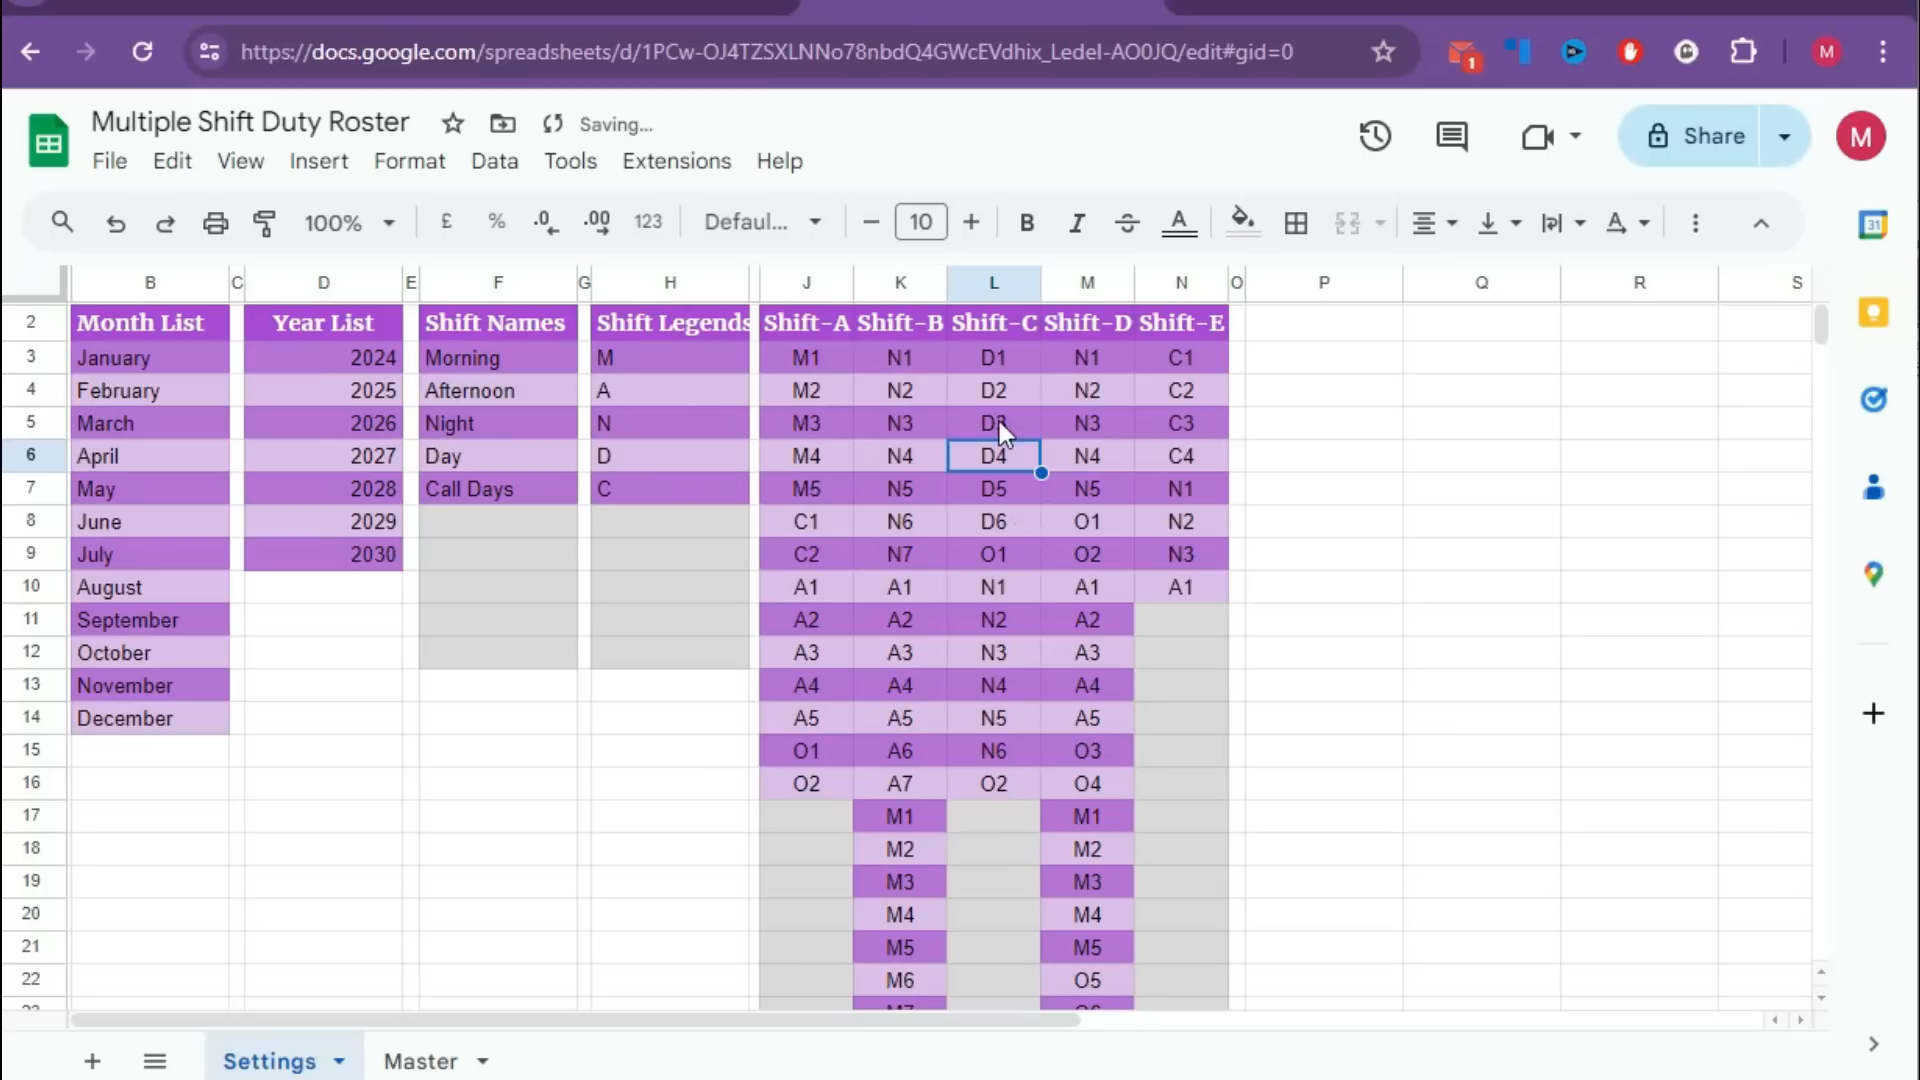 https://docs.google.com/spreadsheets/d/1PCw-OJ4TZSXLNNo78nbdQ4GWcEVdhix_Ledel-AO0JQ/edit#gid=0
1
M
Multiple Shift Duty Roster
Saving...
Share
M
File Edit View Insert Format Data Tools Extensions Help
100% £ % .0 .00 123 Defaul... 10 B I A A
31
B C D E F G H J K L M N O P Q R S
2 Month List Year List Shift Names Shift Legends Shift-A Shift-B Shift-C Shift-D Shift-E
3 January 2024 Morning M M1 N1 D1 N1 C1
4 February 2025 Afternoon A M2 N2 D2 N2 C2
5 March 2026 Night N M3 N3 D3 N3 C3
6 April 2027 Day D M4 N4 D4 N4 C4
7 May 2028 Call Days C M5 N5 D5 N5 N1
8 June 2029 C1 N6 D6 O1 N2
9 July 2030 C2 N7 O1 O2 N3
10 August A1 A1 N1 A1 A1
11 September A2 A2 N2 A2
12 October A3 A3 N3 A3
13 November A4 A4 N4 A4
14 December A5 A5 N5 A5
15 O1 A6 N6 O3
16 O2 A7 O2 O4
17 M1 M1
18 M2 M2
19 M3 M3
20 M4 M4
21 M5 M5
22 M6 O5
Settings Master